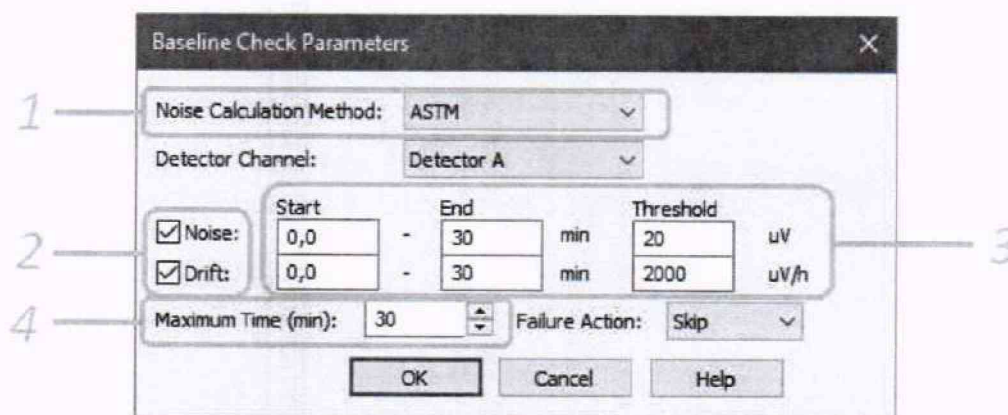 Baseline Check Parameters
1 Noise Calculation Method: ASTM
Detector Channel: Detector A
Start End Threshold
2 Noise: 0,0 - 30 min 20 uV 3
Drift: 0,0 - 30 min 2000 uV/h
4 Maximum Time (min): 30 Failure Action: Skip
OK Cancel Help